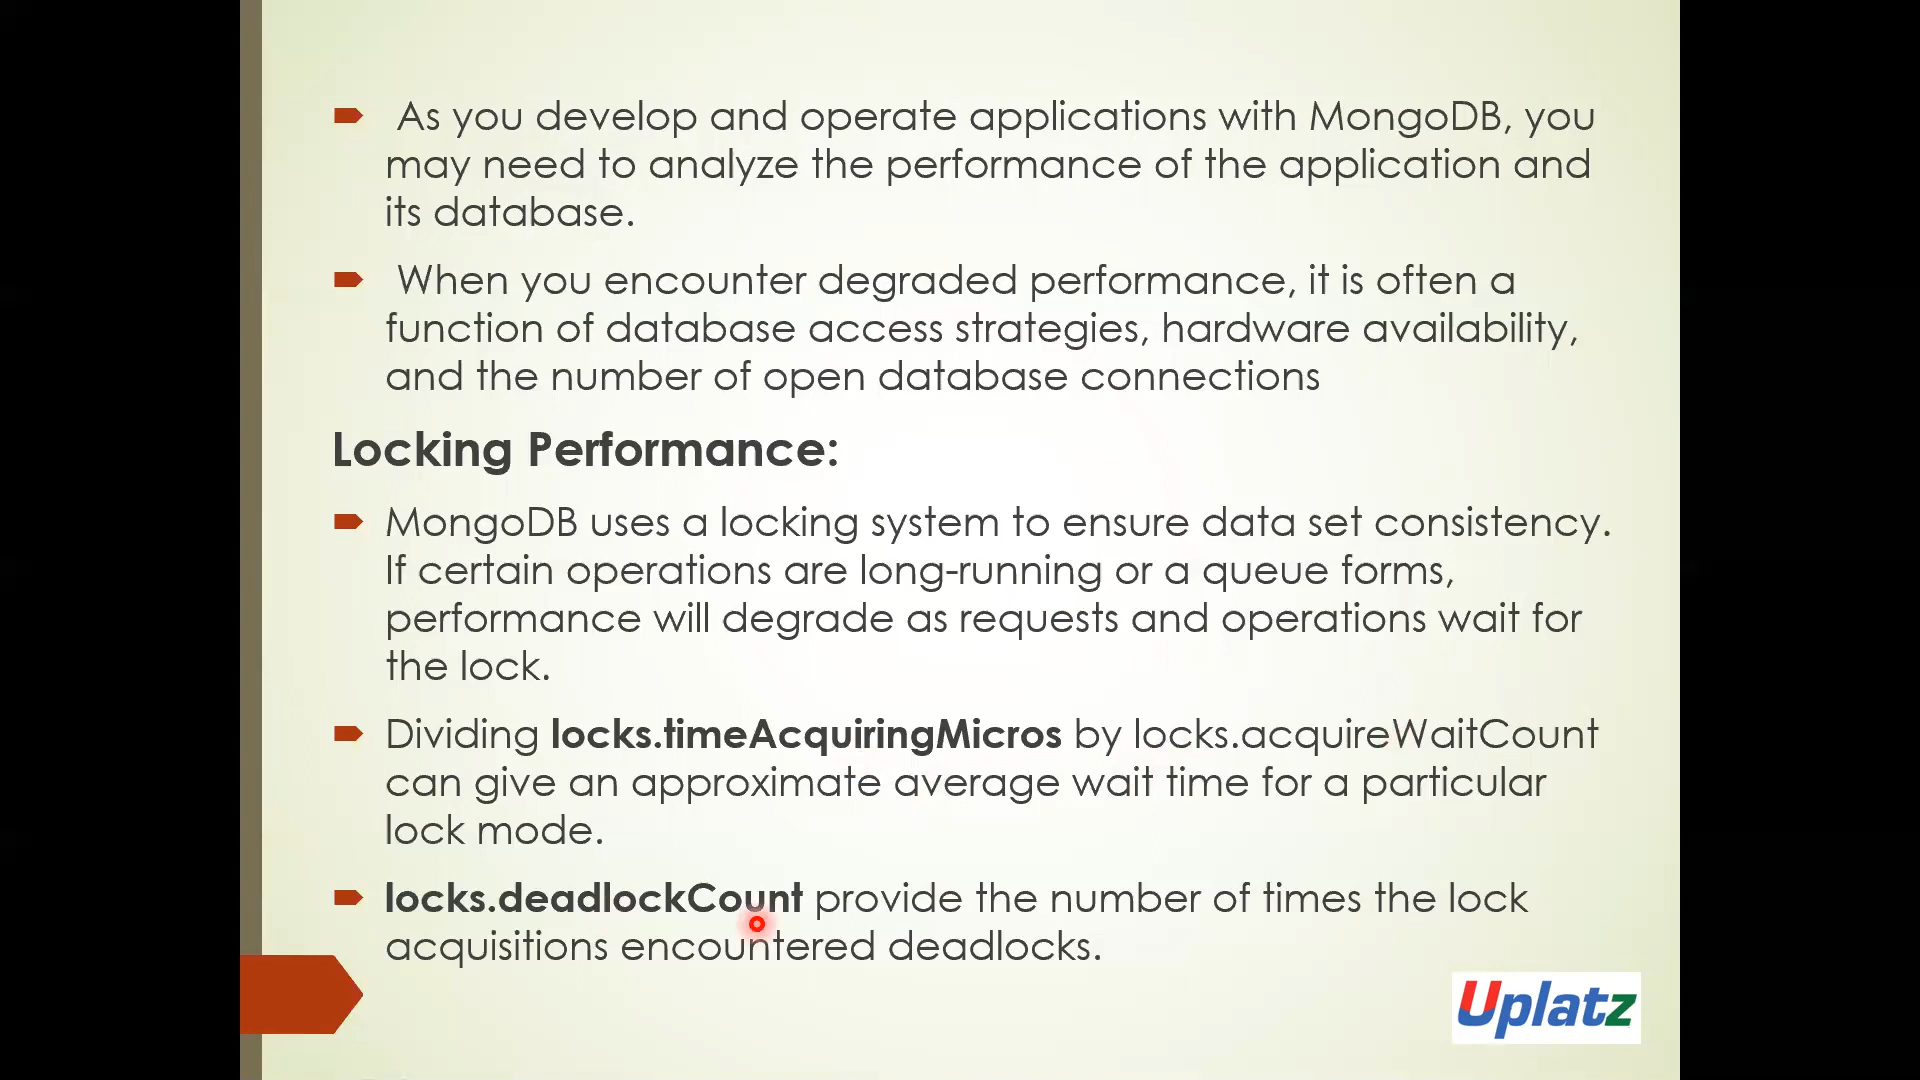 As you develop and operate applications with MongoDB, you
may need to analyze the performance of the application and
its database.
When you encounter degraded performance, it is often a
function of database access strategies, hardware availability,
and the number of open database connections
Locking Performance:
MongoDB uses a locking system to ensure data set consistency.
If certain operations are long-running or a queue forms,
performance will degrade as requests and operations wait for
the lock.
Dividing locks.timeAcquiringMicros by locks.acquireWaitCount
can give an approximate average wait time for a particular
lock mode.
locks.deadlockCount provide the number of times the lock
acquisitions encountered deadlocks.
Uplatz